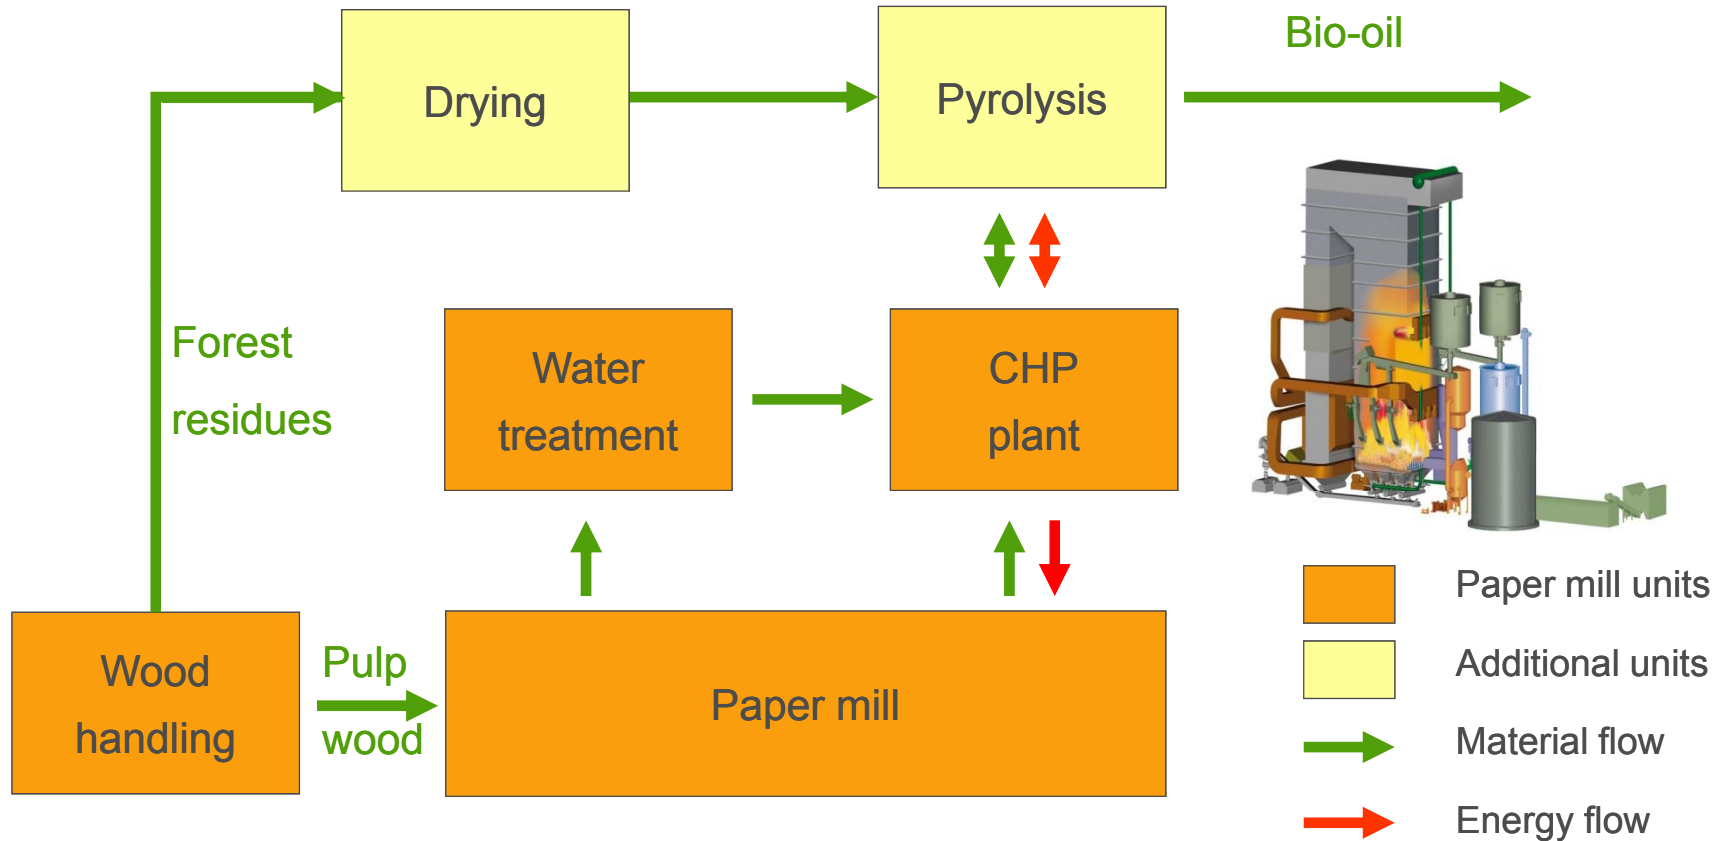 Bio-oil
Drying
Pyrolysis
Forest
residues
Water
treatment
CHP
plant
Wood
handling
Pulp
wood
Paper mill
Paper mill units
Additional units
Material flow
Energy flow